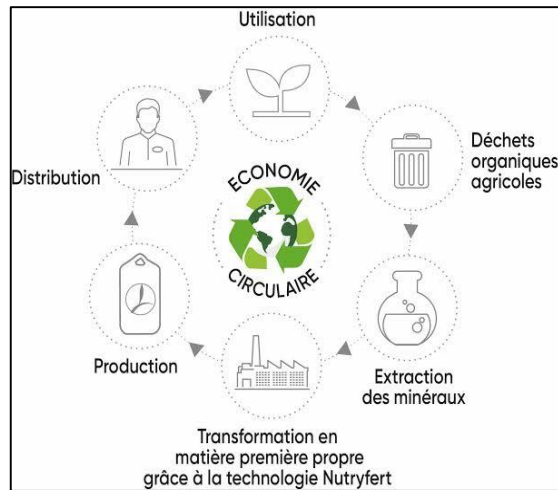 Utilisation
Déchets
organiques
agricoles
Extraction
des minéraux
Transformation en
matière première propre
grâce à la technologie Nutryfert
Production
Distribution
ECONOMIE
CIRCULAIRE